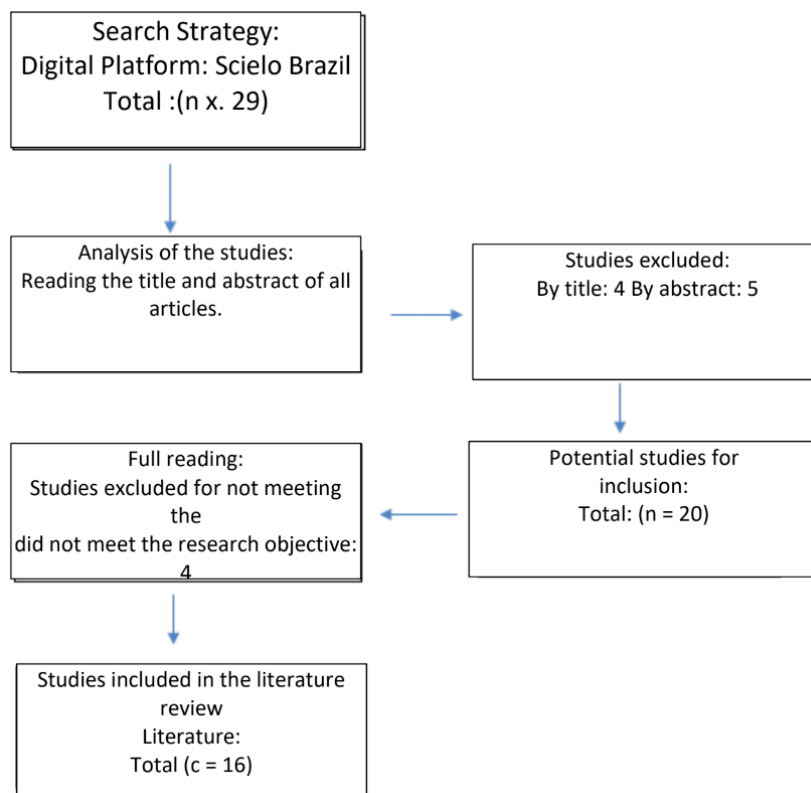 Search Strategy:
Digital Platform: Scielo Brazil
Total :(n x. 29)
Analysis of the studies:
Reading the title and abstract of all
articles.
Studies excluded:
By title: 4 By abstract: 5
Potential studies for
inclusion:
Total: (n = 20)
Full reading:
Studies excluded for not meeting
the
did not meet the research objective:
4
Studies included in the literature
review
Literature:
Total (c = 16)